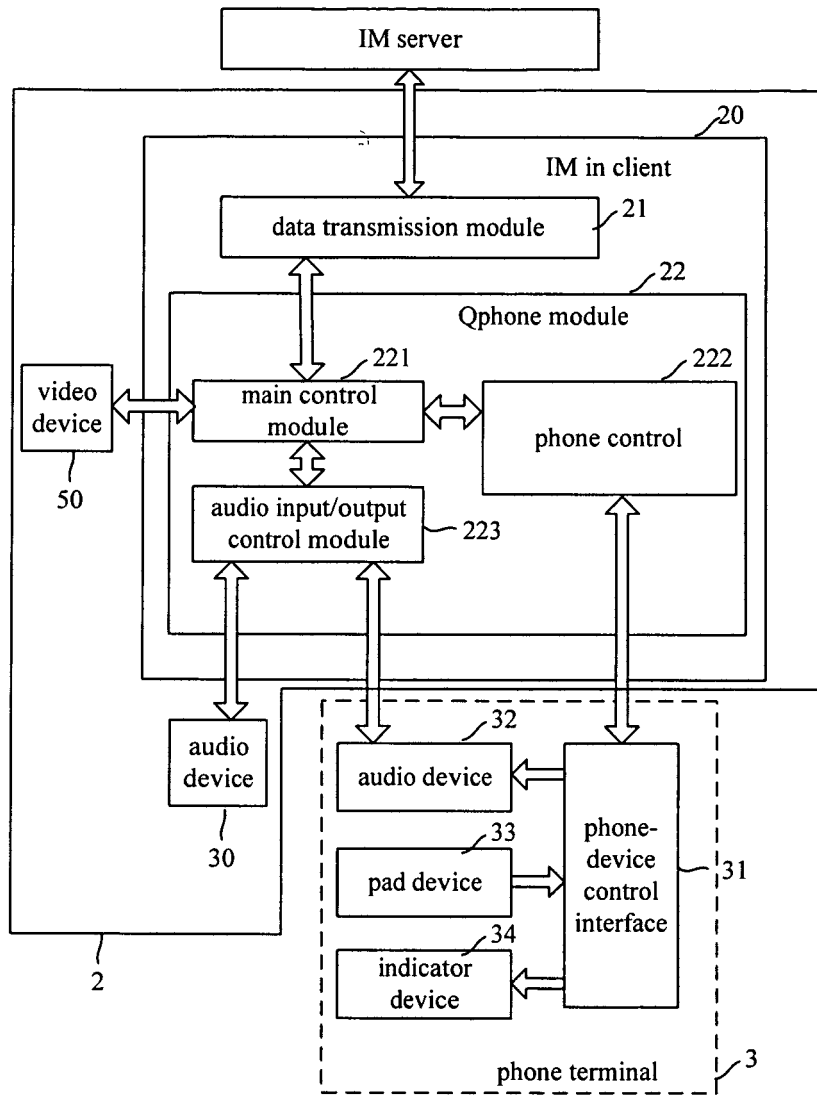 IM server
20
IM in client
21
data transmission module
22
Qphone module
221
222
video
device
main control
module
phone control
50
audio input/output
control module
223
32
audio
device
audio device
30
33
phone-
device
control
interface
31
pad device
34
2
indicator
device
3
phone terminal